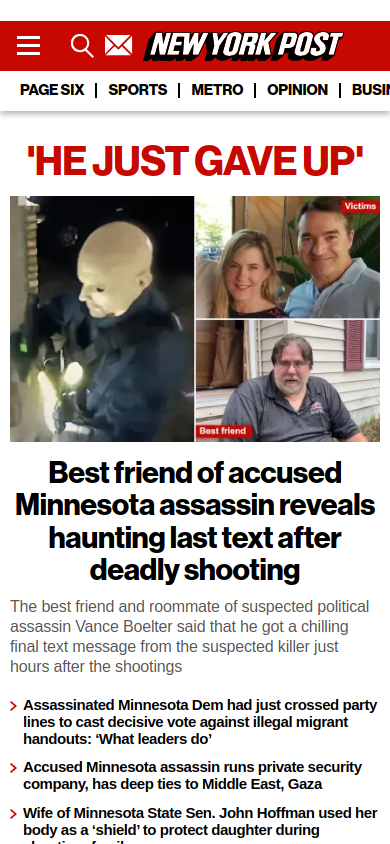 NEW YORK POST
PAGE SIX
SPORTS
METRO
OPINION
BUSI
'HE JUST GAVE UP'
Victims
Best friend
Best friend of accused
Minnesota assassin reveals
haunting last text after
deadly shooting
The best friend and roommate of suspected political
assassin Vance Boelter said that he got a chilling
final text message from the suspected killer just
hours after the shootings
Assassinated Minnesota Dem had just crossed party
lines to cast decisive vote against illegal migrant
handouts: ‘What leaders do’
Accused Minnesota assassin runs private security
company, has deep ties to Middle East, Gaza
Wife of Minnesota State Sen. John Hoffman used her
body as a ‘shield’ to protect daughter during